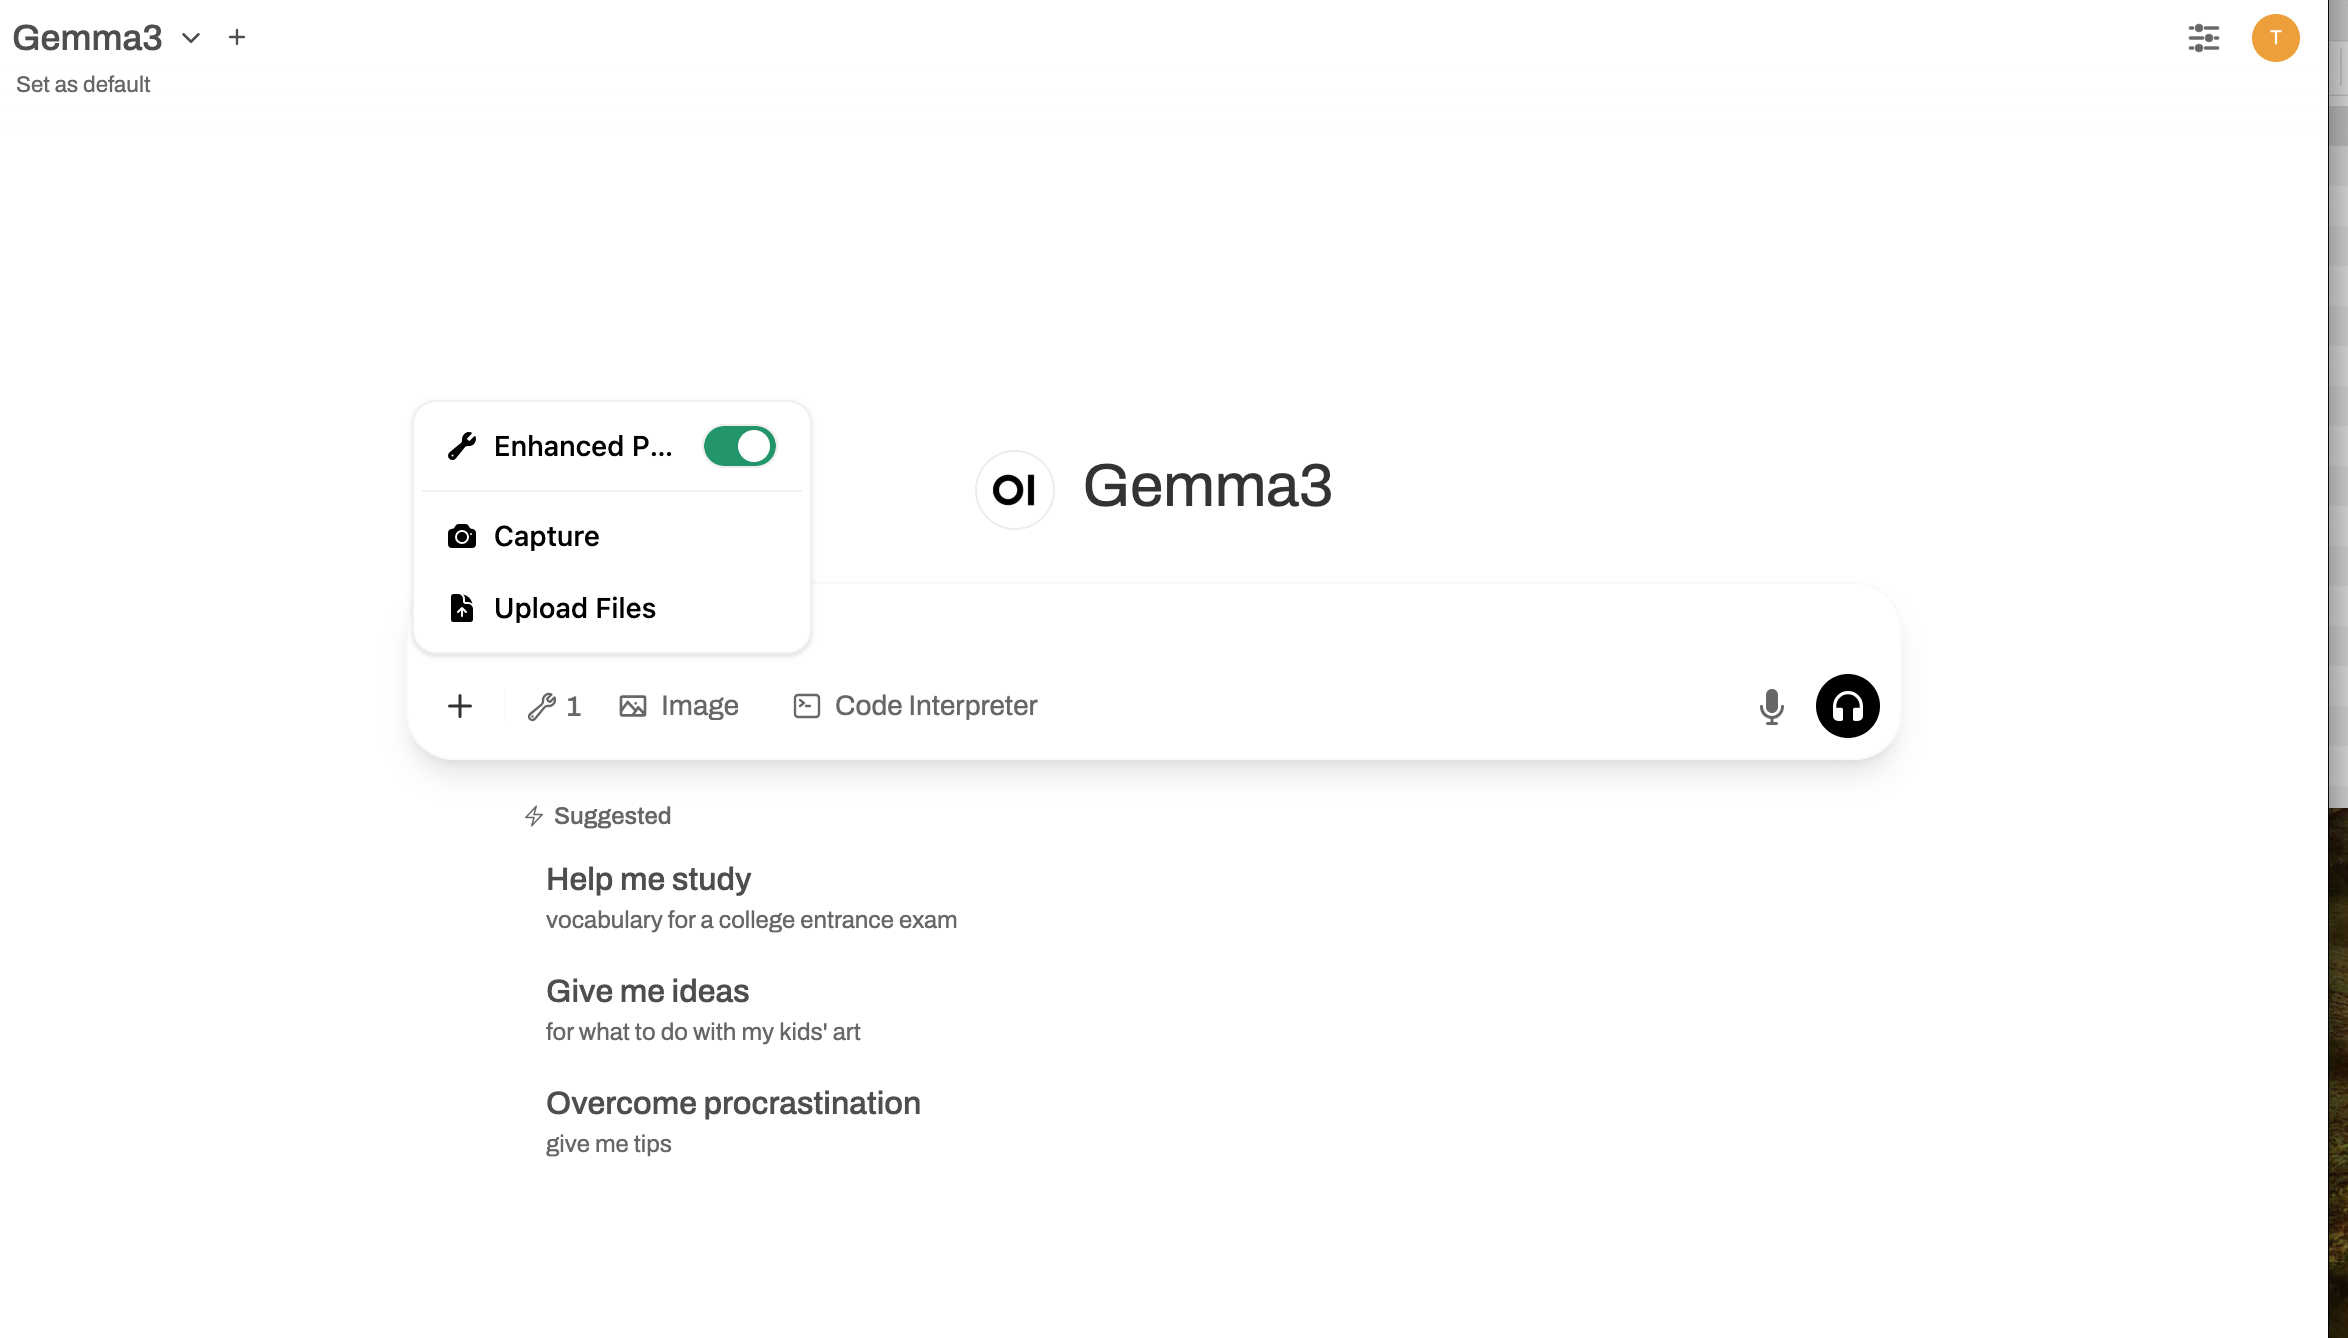 Gemma3
Set as default
T
Enhanced P...
Capture
Upload Files
OI Gemma3
1 Image Code Interpreter
Suggested
Help me study
vocabulary for a college entrance exam
Give me ideas
for what to do with my kids' art
Overcome procrastination
give me tips